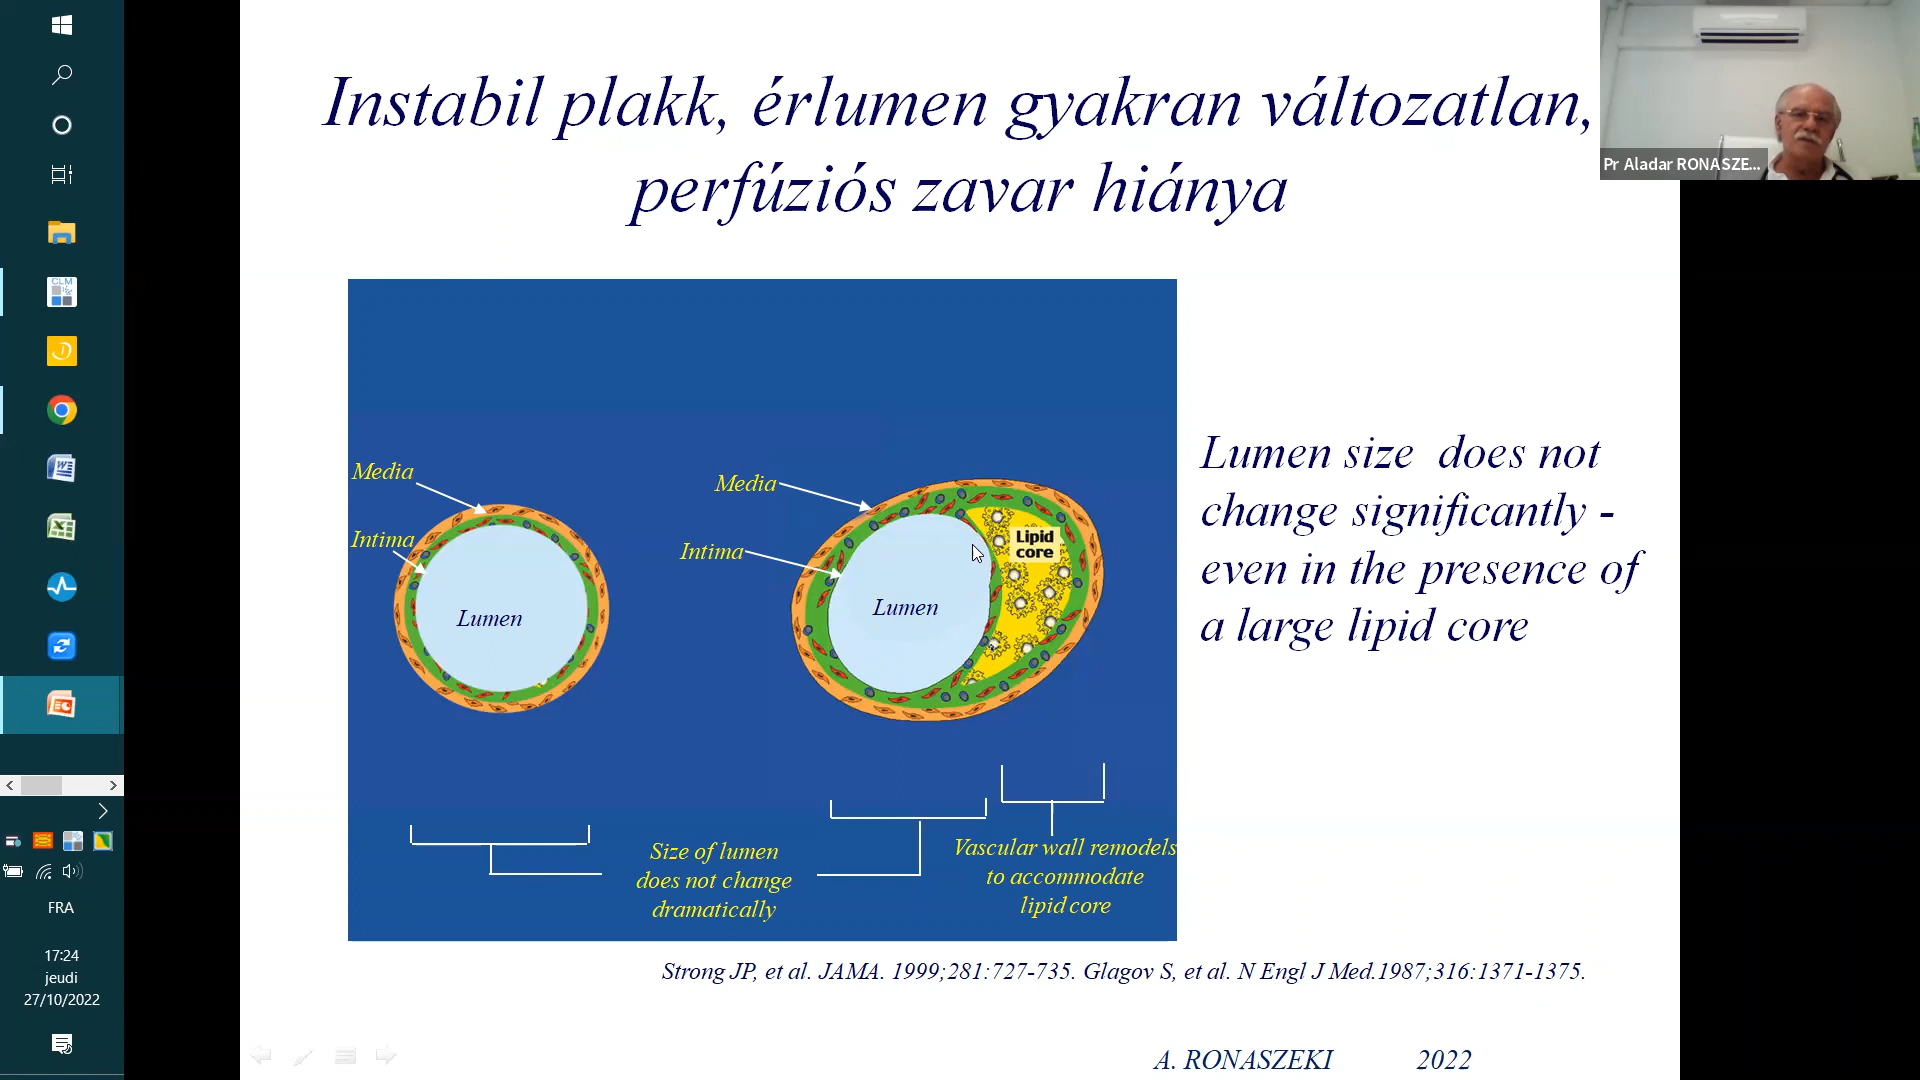 Instabil plakk, érlumen gyakran változatlan,
perfúziós zavar hiánya
Pr Aladar RONASZE...
Media
Intima
Lumen
Media
Intima
Lumen
Lipid
core
Lumen size does not
change significantly -
even in the presence of
a large lipid core
Size of lumen
does not change
dramatically
Vascular wall remodels
to accommodate
lipid core
Strong JP, et al. JAMA. 1999;281:727-735. Glagov S, et al. N Engl J Med.1987;316:1371-1375.
A. RONASZEKI 2022
CLM
FRA
17:24
jeudi
27/10/2022